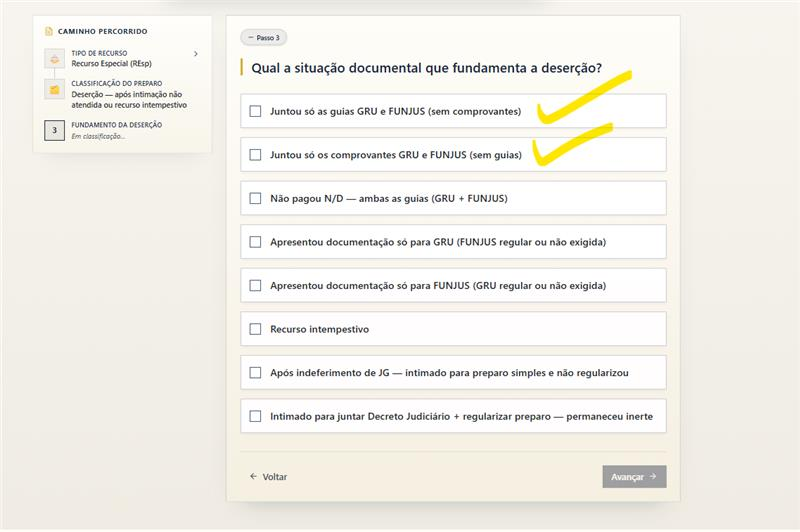 CAMINHO PERCORRIDO
TIPO DE RECURSO
Recurso Especial (REsp)
CLASSIFICAÇÃO DO PREPARO
Deserção — após intimação não
atendida ou recurso intempestivo
3
FUNDAMENTO DA DESERÇÃO
Em classificação...
— Passo 3
Qual a situação documental que fundamenta a deserção?
Juntou só as guias GRU e FUNJUS (sem comprovantes)
Juntou só os comprovantes GRU e FUNJUS (sem guias)
Não pagou N/D — ambas as guias (GRU + FUNJUS)
Apresentou documentação só para GRU (FUNJUS regular ou não exigida)
Apresentou documentação só para FUNJUS (GRU regular ou não exigida)
Recurso intempestivo
Após indeferimento de JG — intimado para preparo simples e não regularizou
Intimado para juntar Decreto Judiciário + regularizar preparo — permaneceu inerte
← Voltar
Avançar →